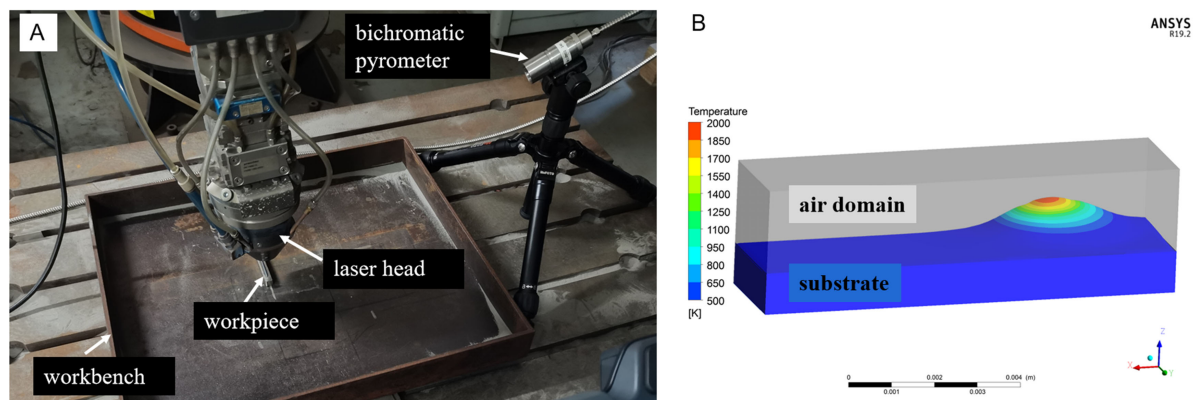 A
bichromatic
pyrometer
laser head
workpiece
workbench
B
ANSYS
R19.2
Temperature
2000
1850
1700
1550
1400
1250
1100
950
800
650
500
[K]
air domain
substrate
Z
X
Y
0
0.002
0.004
(m)
0.001
0.003